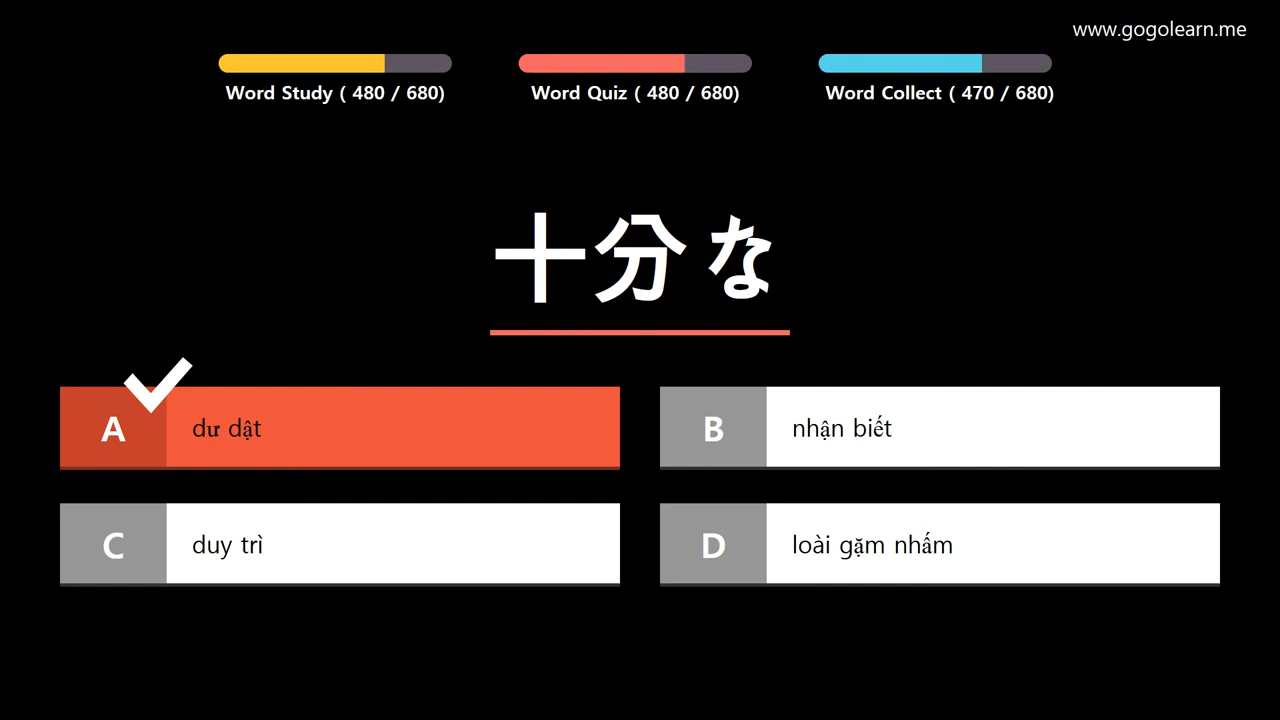 www.gogolearn.me
Word Study ( 480 / 680)
Word Quiz ( 480 / 680)
Word Collect ( 470 / 680)
十分な
A dư dật
B nhận biết
C duy trì
D loài gặm nhấm